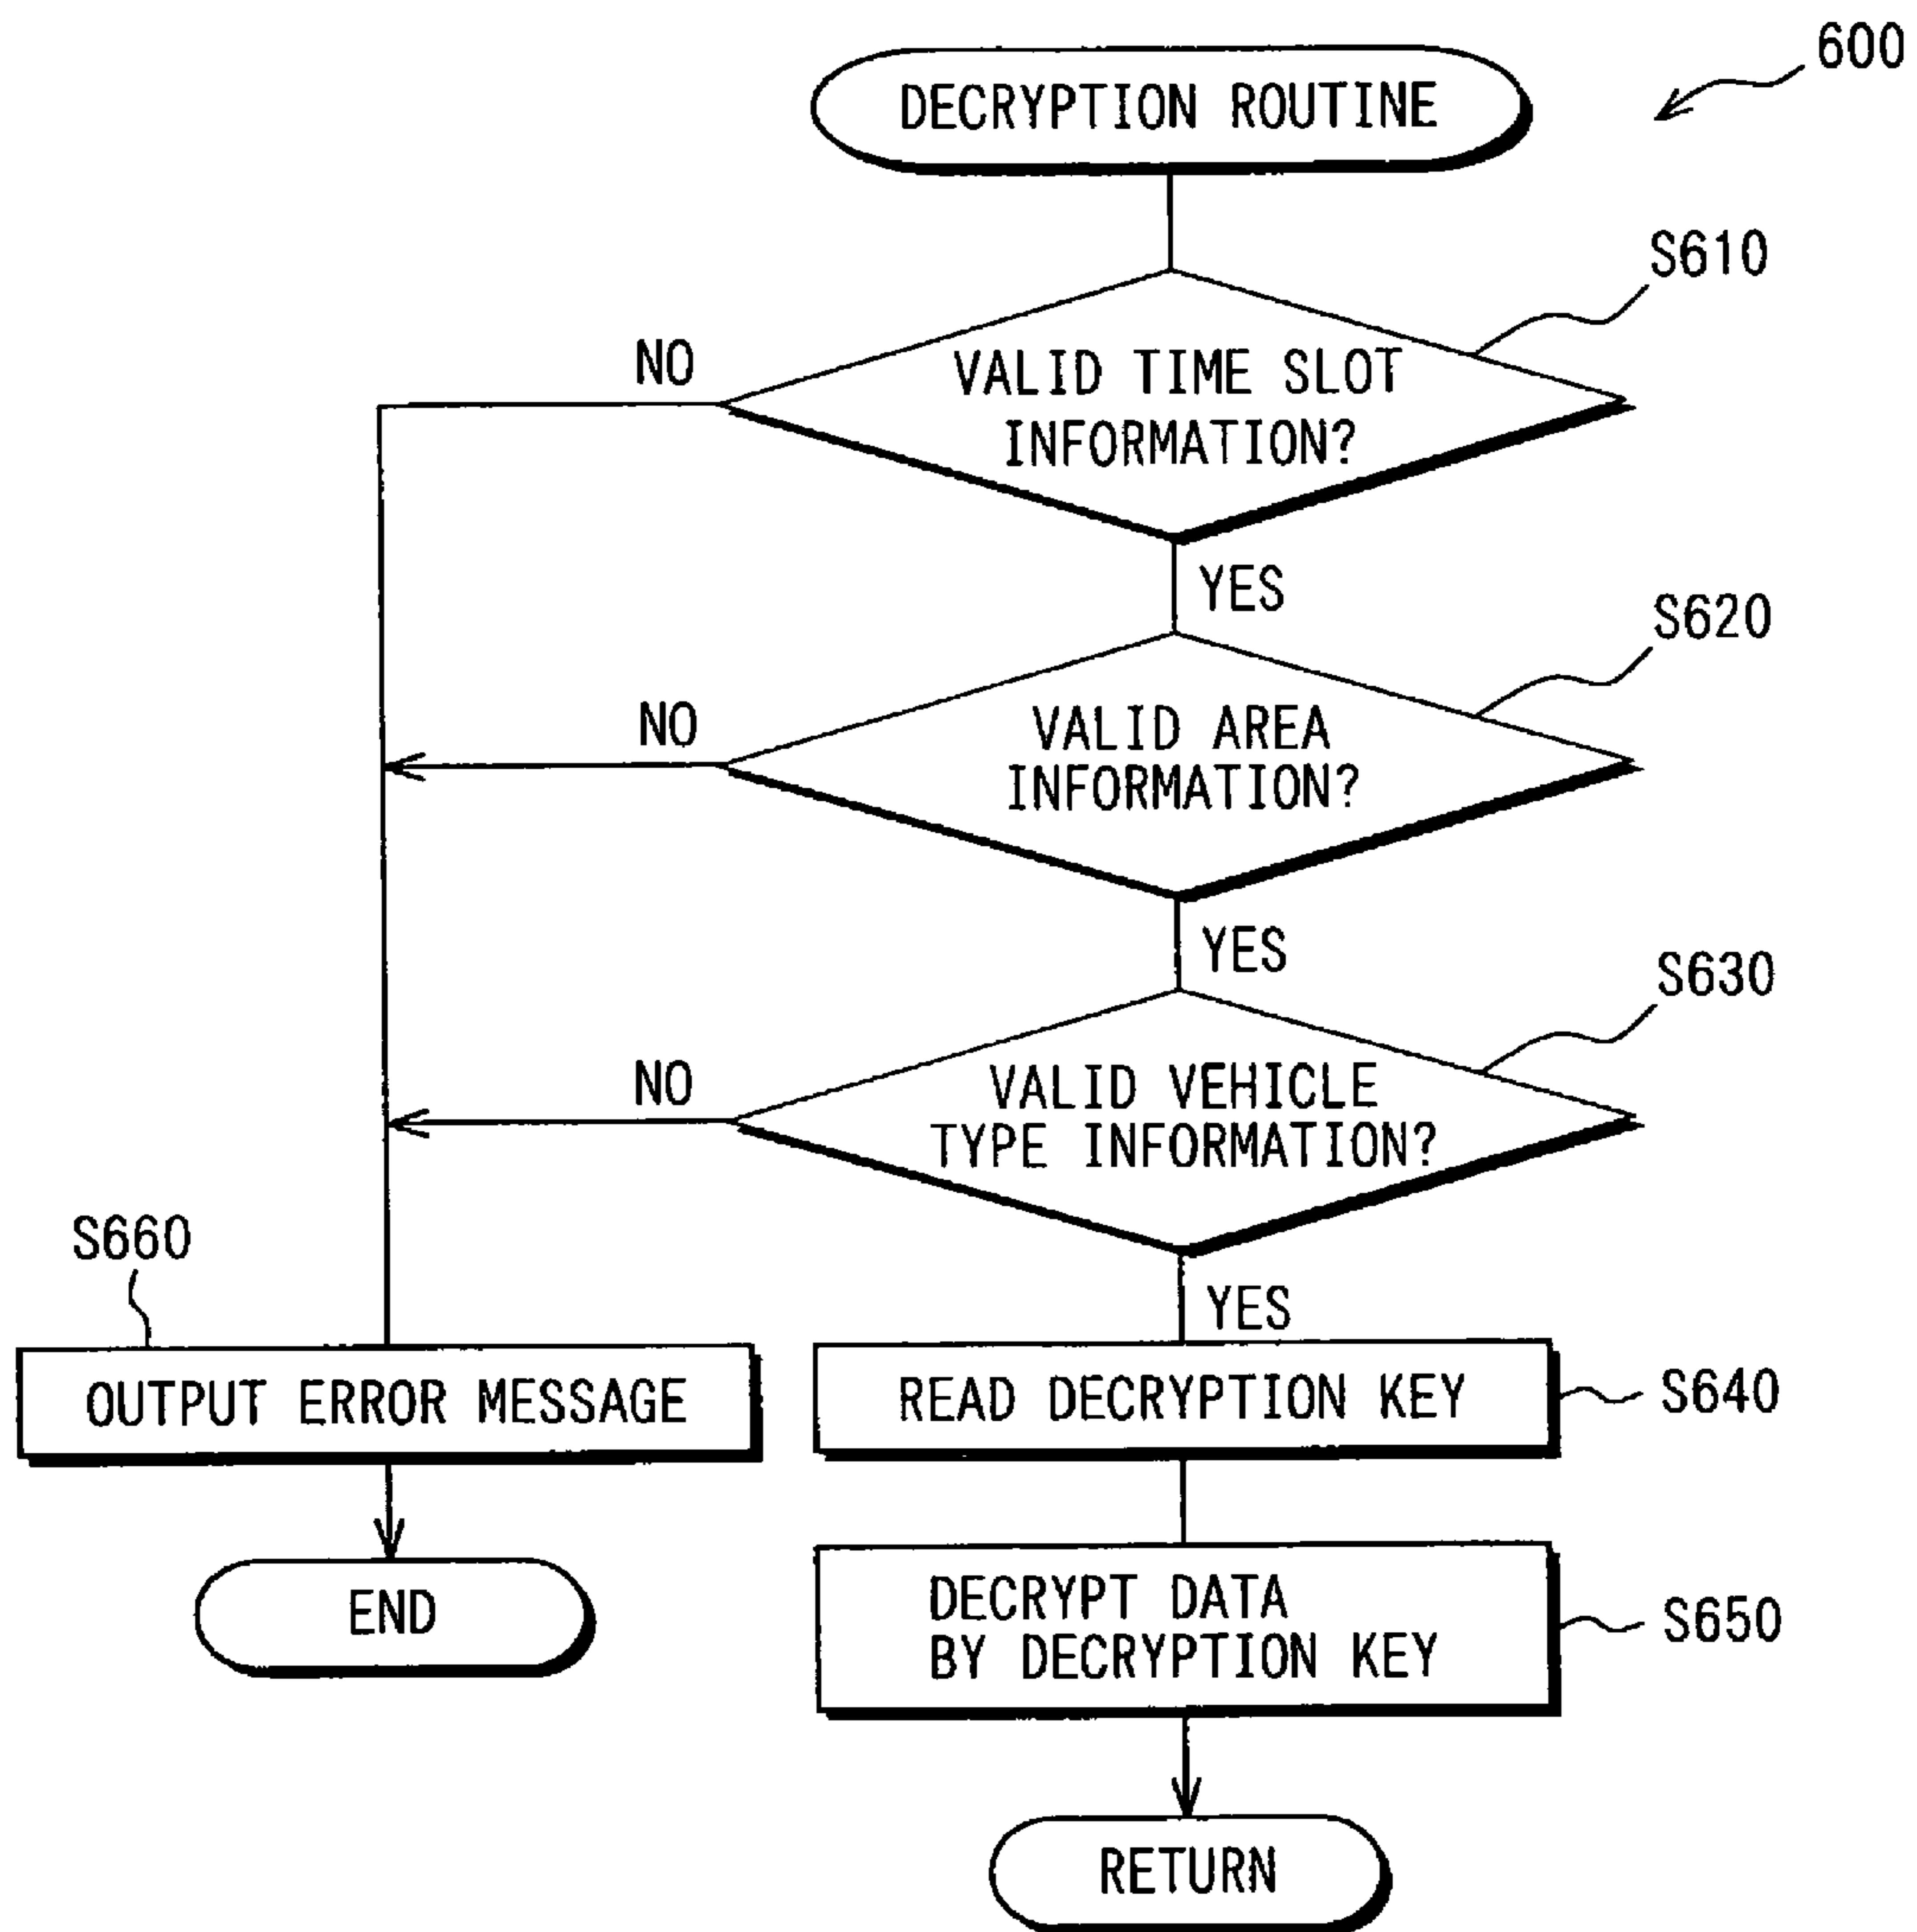 600
DECRYPTION ROUTINE
S610
NO
VALID TIME SLOT
INFORMATION?
YES
S620
NO
VALID AREA
INFORMATION?
YES
S630
NO
VALID VEHICLE
TYPE INFORMATION?
S660
YES
OUTPUT ERROR MESSAGE
READ DECRYPTION KEY
S640
END
DECRYPT DATA
BY DECRYPTION KEY
S650
RETURN